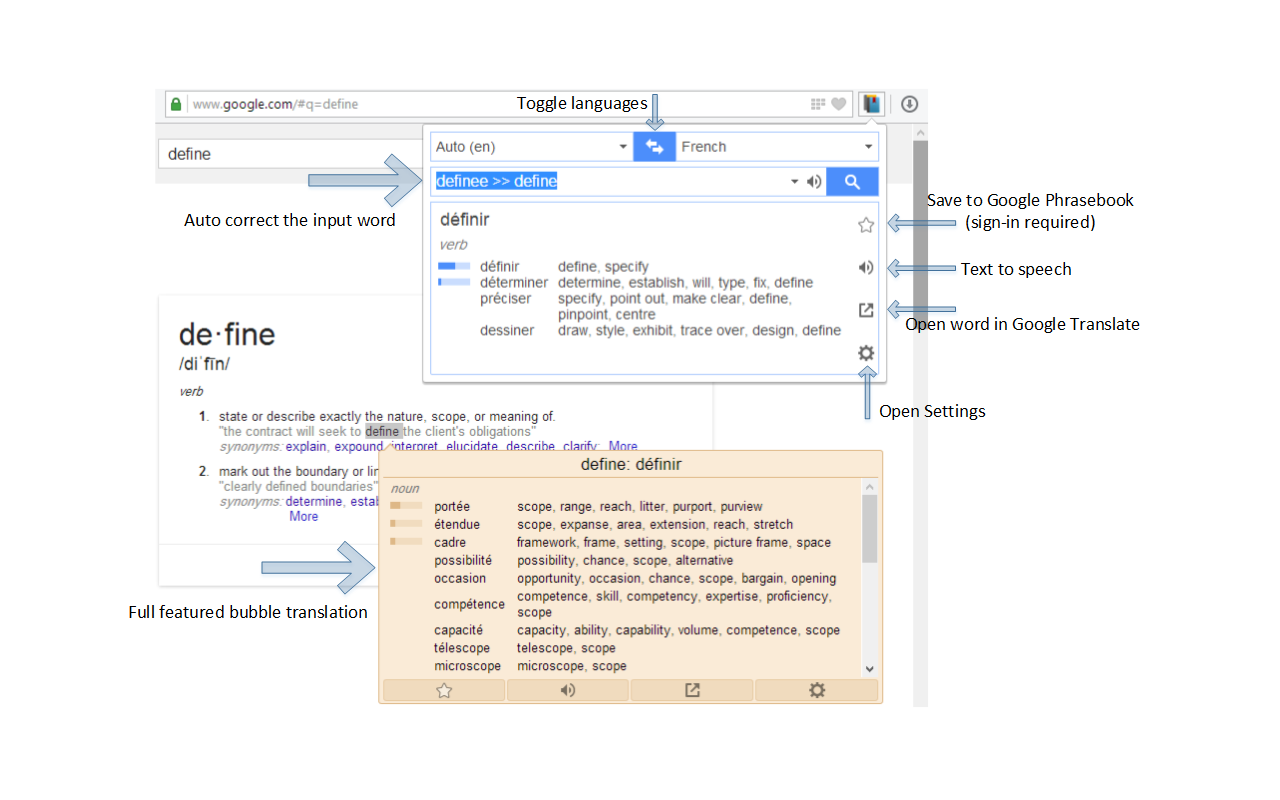 www.google.com/#q=define
Toggle languages
define
Auto (en)
French
definee >> define
Auto correct the input word
définir
verb
définir define, specify
déterminer determine, establish, will, type, fix, define
préciser specify, point out, make clear, define,
pinpoint, centre
dessiner draw, style, exhibit, trace over, design, define
Save to Google Phrasebook
(sign-in required)
Text to speech
Open word in Google Translate
Open Settings
de·fine
/diˈfīn/
verb
1. state or describe exactly the nature, scope, or meaning of.
"the contract will seek to define the client's obligations"
synonyms: explain, expound, interpret, elucidate, describe, clarify; More
2. mark out the boundary or
"clearly defined boundaries"
synonyms: determine,
More
Full featured bubble translation
define: définir
noun
portée scope, range, reach, litter, purport, purview
étendue scope, expanse, area, extension, reach, stretch
cadre framework, frame, setting, scope, picture frame, space
possibilité possibility, chance, scope, alternative
occasion opportunity, occasion, chance, scope, bargain, opening
compétence competence, skill, competency, expertise, proficiency,
scope
capacité capacity, ability, capability, volume, competence, scope
télescope telescope, scope
microscope microscope, scope